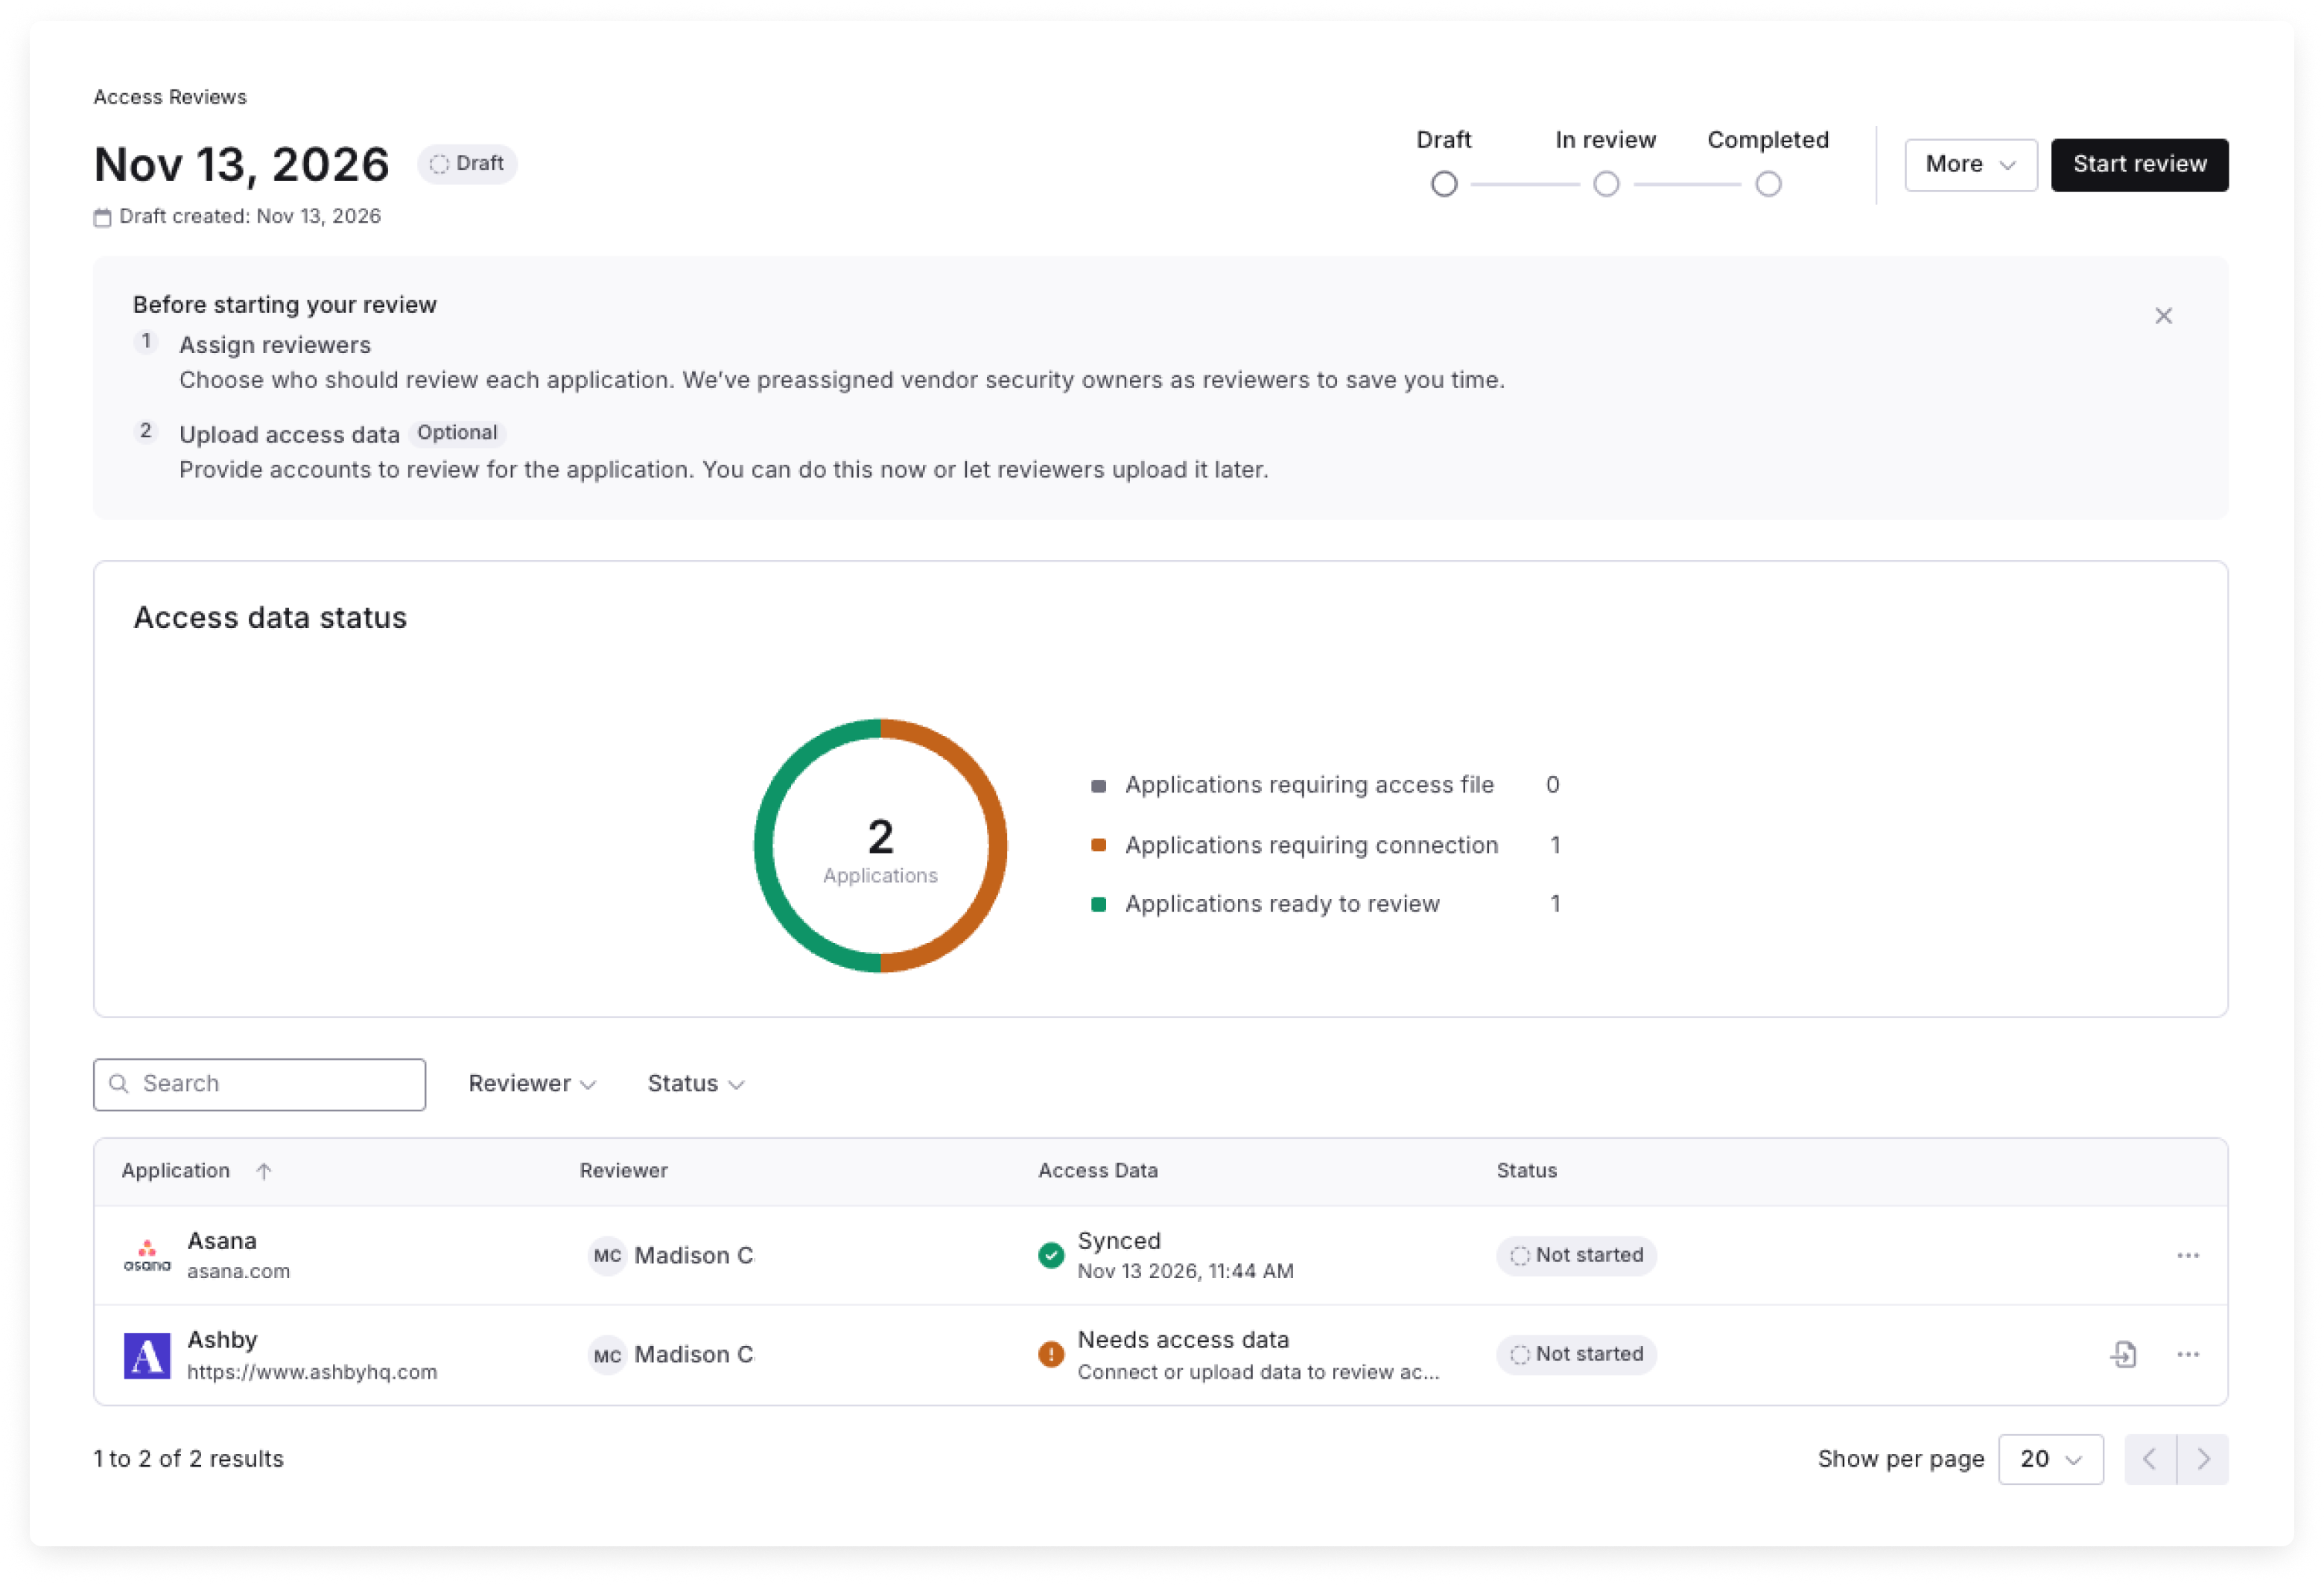 Access Reviews
Nov 13, 2026 Draft
Draft created: Nov 13, 2026
Draft In review Completed
More Start review
Before starting your review
1 Assign reviewers
Choose who should review each application. We've preassigned vendor security owners as reviewers to save you time.
2 Upload access data Optional
Provide accounts to review for the application. You can do this now or let reviewers upload it later.
Access data status
2
Applications
Applications requiring access file 0
Applications requiring connection 1
Applications ready to review 1
Search Reviewer Status
Application Reviewer Access Data Status
asana Asana MC Madison C Synced Not started
asana.com Nov 13 2026, 11:44 AM
A Ashby MC Madison C Needs access data Not started
https://www.ashbyhq.com Connect or upload data to review ac...
1 to 2 of 2 results Show per page 20